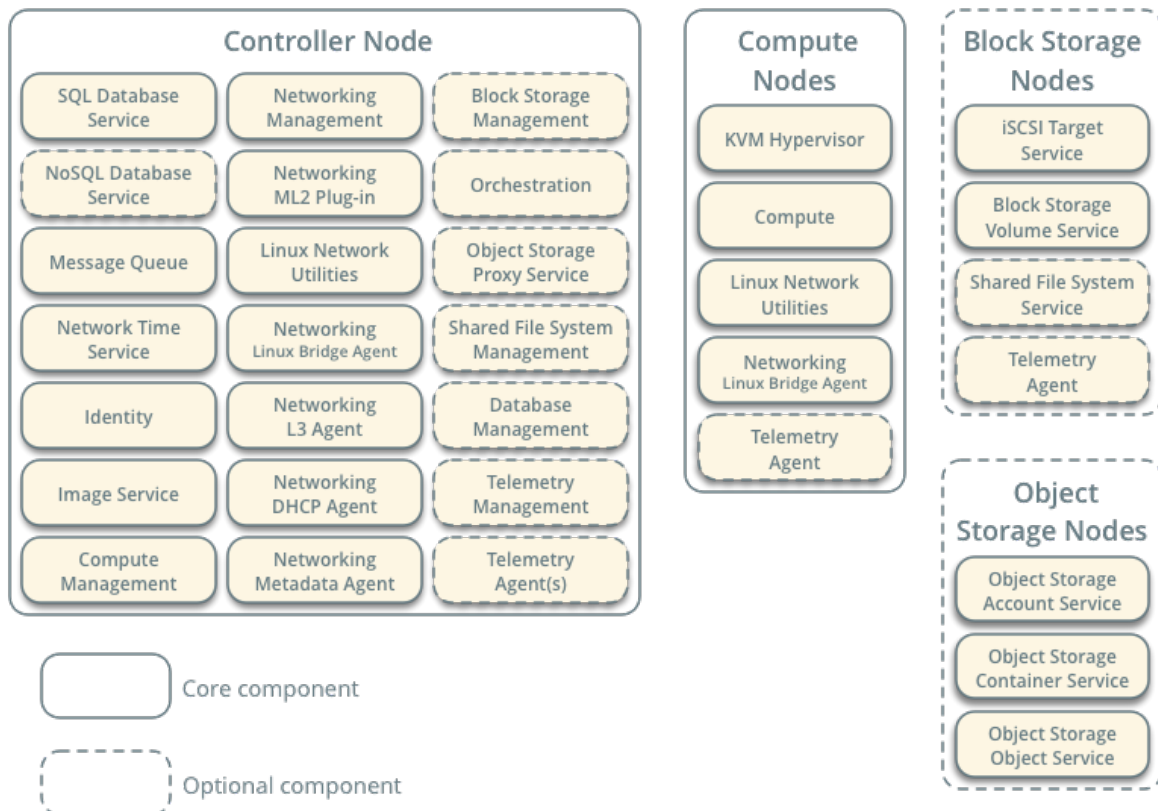 Controller Node
SQL Database
Service
Networking
Management
Block Storage
Management
NoSQL Database
Service
Networking
ML2 Plug-in
Orchestration
Message Queue
Linux Network
Utilities
Object Storage
Proxy Service
Network Time
Service
Networking
Linux Bridge Agent
Shared File System
Management
Identity
Networking
L3 Agent
Database
Management
Image Service
Networking
DHCP Agent
Telemetry
Management
Compute
Management
Networking
Metadata Agent
Telemetry
Agent(s)
Compute
Nodes
KVM Hypervisor
Compute
Linux Network
Utilities
Networking
Linux Bridge Agent
Telemetry
Agent
Block Storage
Nodes
iSCSI Target
Service
Block Storage
Volume Service
Shared File System
Service
Telemetry
Agent
Object
Storage Nodes
Object Storage
Account Service
Object Storage
Container Service
Object Storage
Object Service
Core component
Optional component